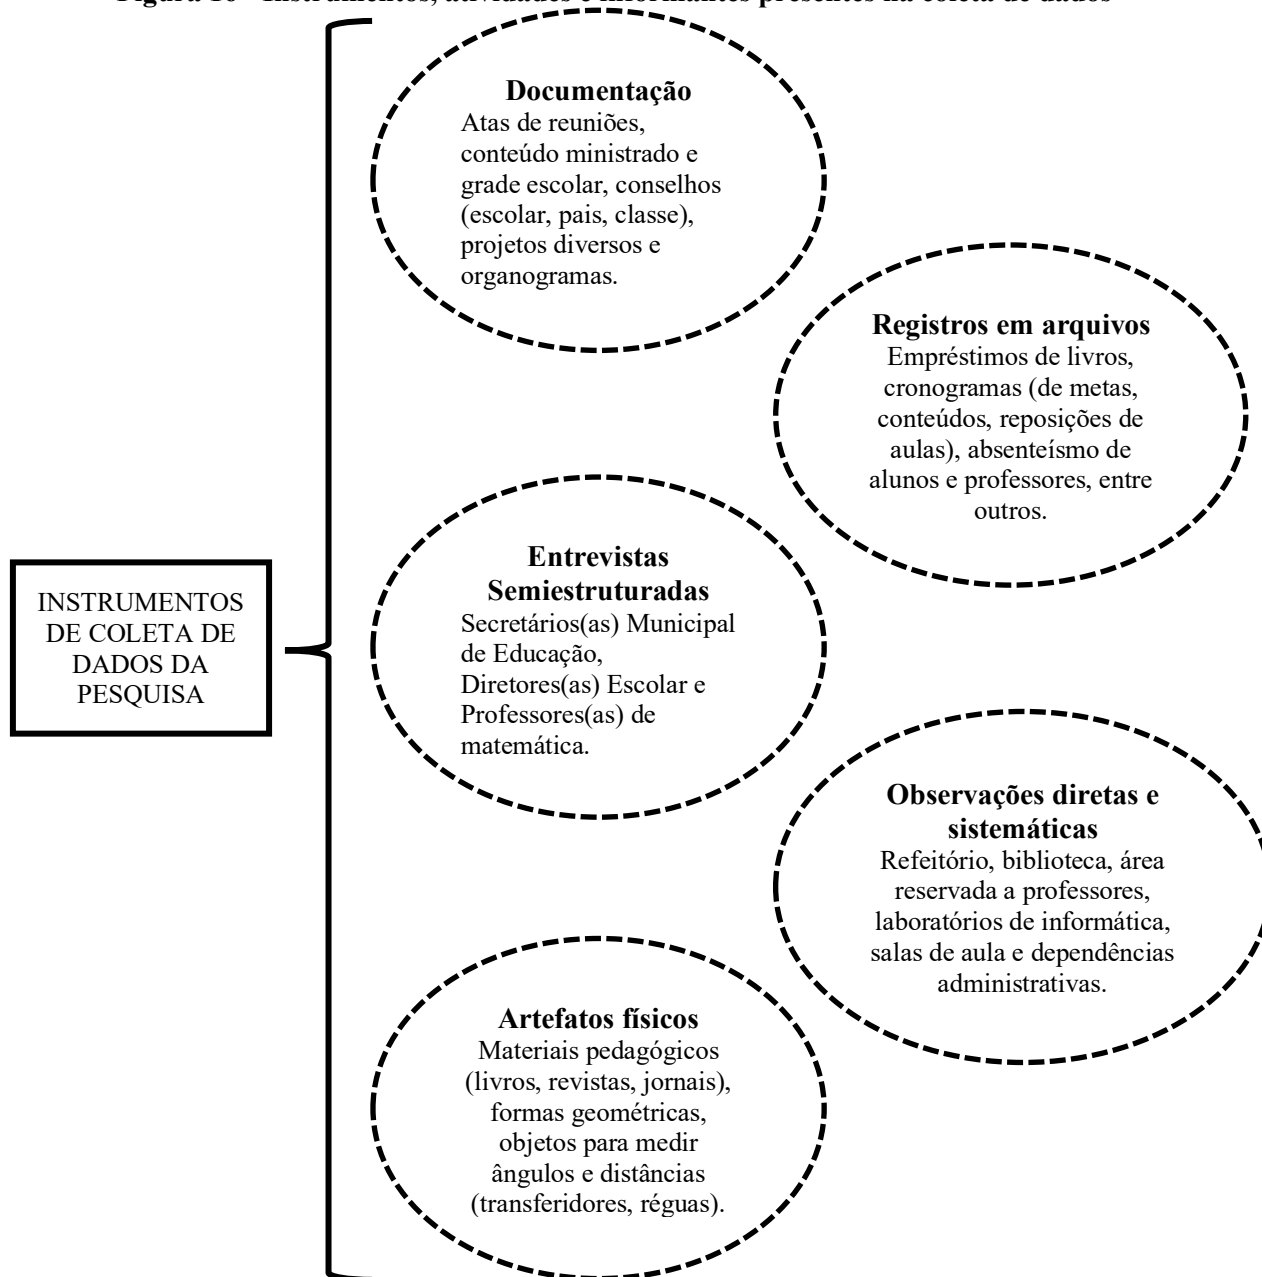 Instrumentos, atividades e informantes presentes na coleta de dados
Documentação
Atas de reuniões,
conteúdo ministrado e
grade escolar, conselhos
(escolar, pais, classe),
projetos diversos e
organogramas.
Registros em arquivos
Empréstimos de livros,
cronogramas (de metas,
conteúdos, reposições de
aulas), absenteísmo de
alunos e professores, entre
outros.
INSTRUMENTOS
DE COLETA DE
DADOS DA
PESQUISA
Entrevistas
Semiestruturadas
Secretários(as) Municipal
de Educação,
Diretores(as) Escolar e
Professores(as) de
matemática.
Observações diretas e
sistemáticas
Refeitório, biblioteca, área
reservada a professores,
laboratórios de informática,
salas de aula e dependências
administrativas.
Artefatos físicos
Materiais pedagógicos
(livros, revistas, jornais),
formas geométricas,
objetos para medir
ângulos e distâncias
(transferidores, réguas).